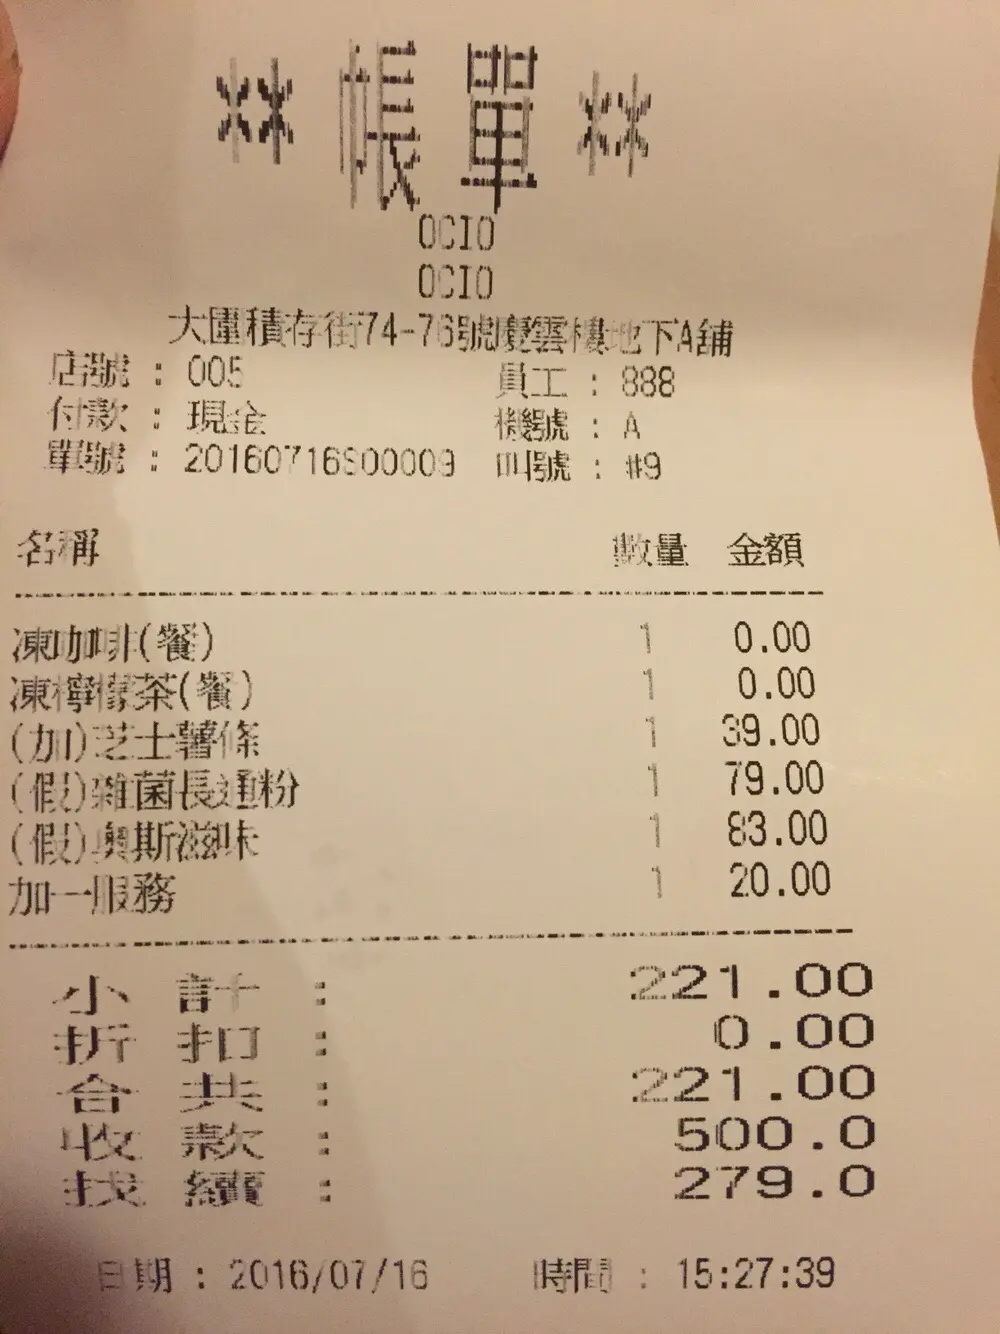 ** 帳單 **
OCIO
OCIO
大圍積存街74-76號慶雲樓地下A舖
店號 : 005 員工 : 888
付款 : 現金 機號 : A
單號 : 20160716S00009 叫號 : #9
名稱 數量 金額
凍咖啡(餐) 1 0.00
凍檸檬茶(餐) 1 0.00
(加)芝士薯條 1 39.00
(假)雜菌長通粉 1 79.00
(假)奧斯滋味 1 83.00
加一服務 1 20.00
小計 : 221.00
折扣 : 0.00
合共 : 221.00
收款 : 500.0
找續 : 279.0
日期 : 2016/07/16 時間 : 15:27:39